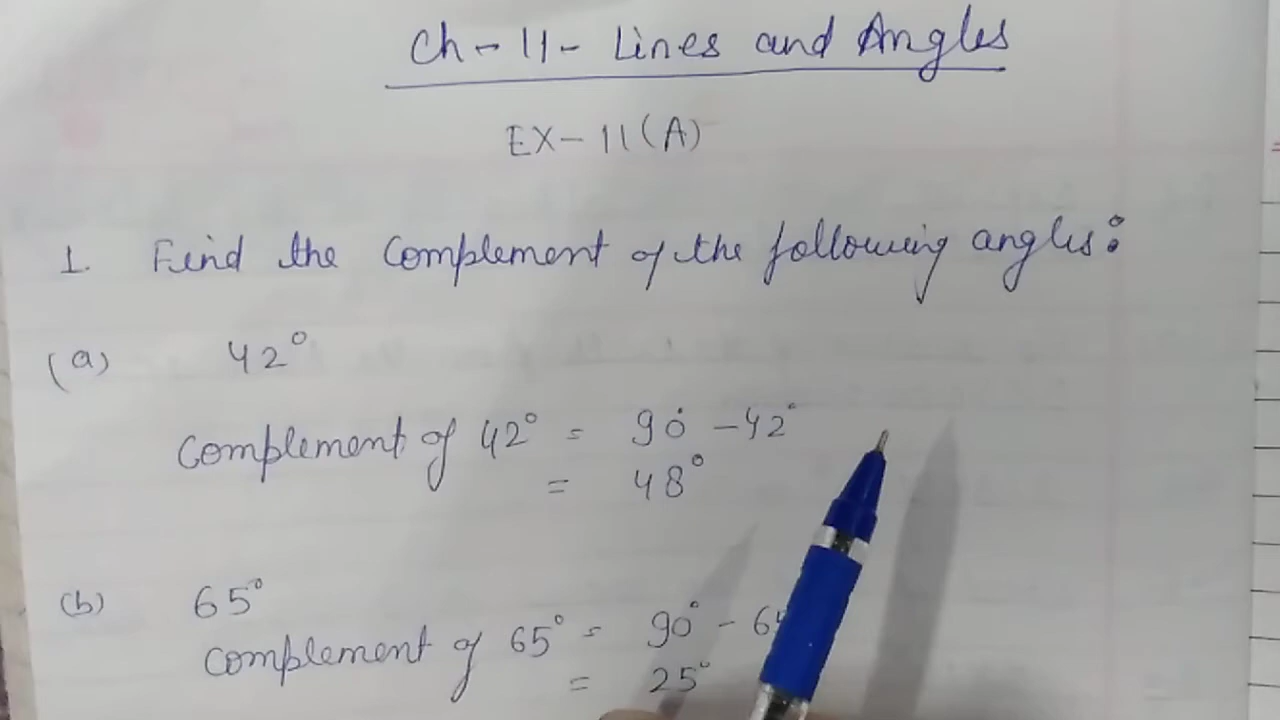 Ch - 11 - Lines and Angles
EX - 11(A)
1. Find the Complement of the following angles:
(a) 42°
Complement of 42° = 90° - 42°
= 48°
(b) 65°
Complement of 65° = 90° - 65
= 25°